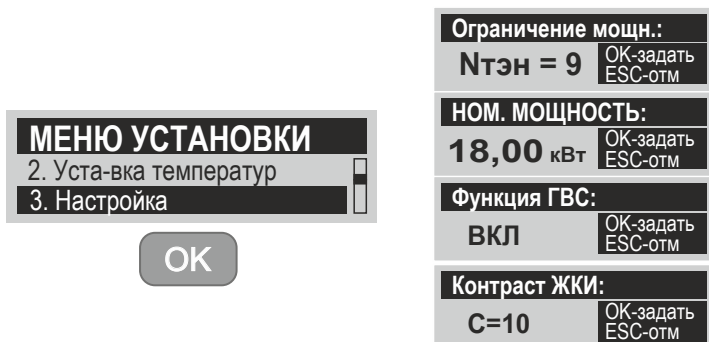 МЕНЮ УСТАНОВКИ
2. Уста-вка температур
3. Настройка
OK
Ограничение мощн.:
Nтэн = 9
OK-задать
ESC-отм
НОМ. МОЩНОСТЬ:
18,00 кВт
OK-задать
ESC-отм
Функция ГВС:
ВКЛ
OK-задать
ESC-отм
Контраст ЖКИ:
C=10
OK-задать
ESC-отм